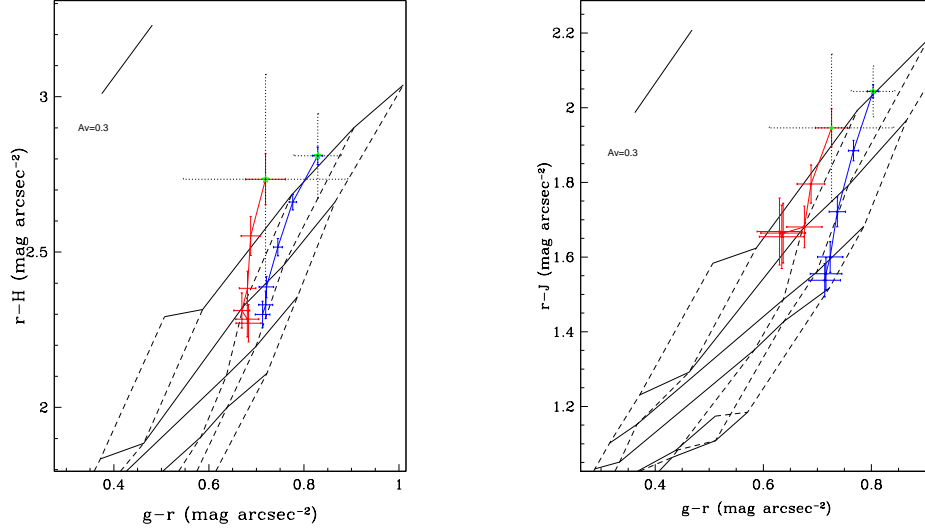 3
2.5
2
r−H (mag arcsec−2)
Av=0.3
0.4
0.6
0.8
1
g−r (mag arcsec−2)
2.2
2
1.8
1.6
1.4
1.2
r−J (mag arcsec−2)
Av=0.3
0.4
0.6
0.8
g−r (mag arcsec−2)